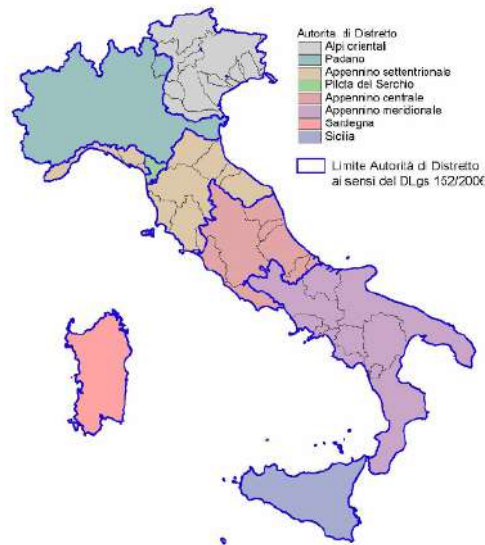 Autorità di Distretto
Alpi orientali
Padano
Appennino settentrionale
Pilota del Serchio
Appennino centrale
Appennino meridionale
Sardegna
Sicilia
Limite Autorità di Distretto
ai sensi del DLgs 152/2006